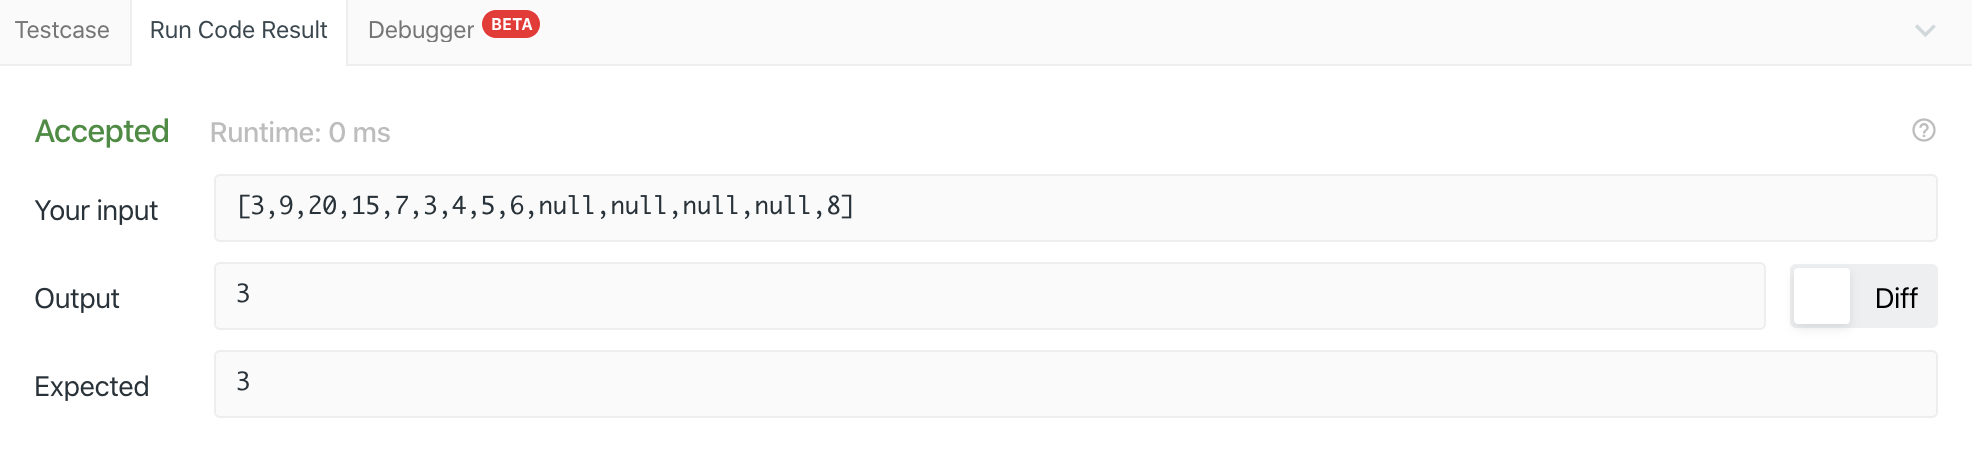 Testcase Run Code Result Debugger BETA
Accepted Runtime: 0 ms
Your input [3,9,20,15,7,3,4,5,6,null,null,null,null,8]
Output 3 Diff
Expected 3